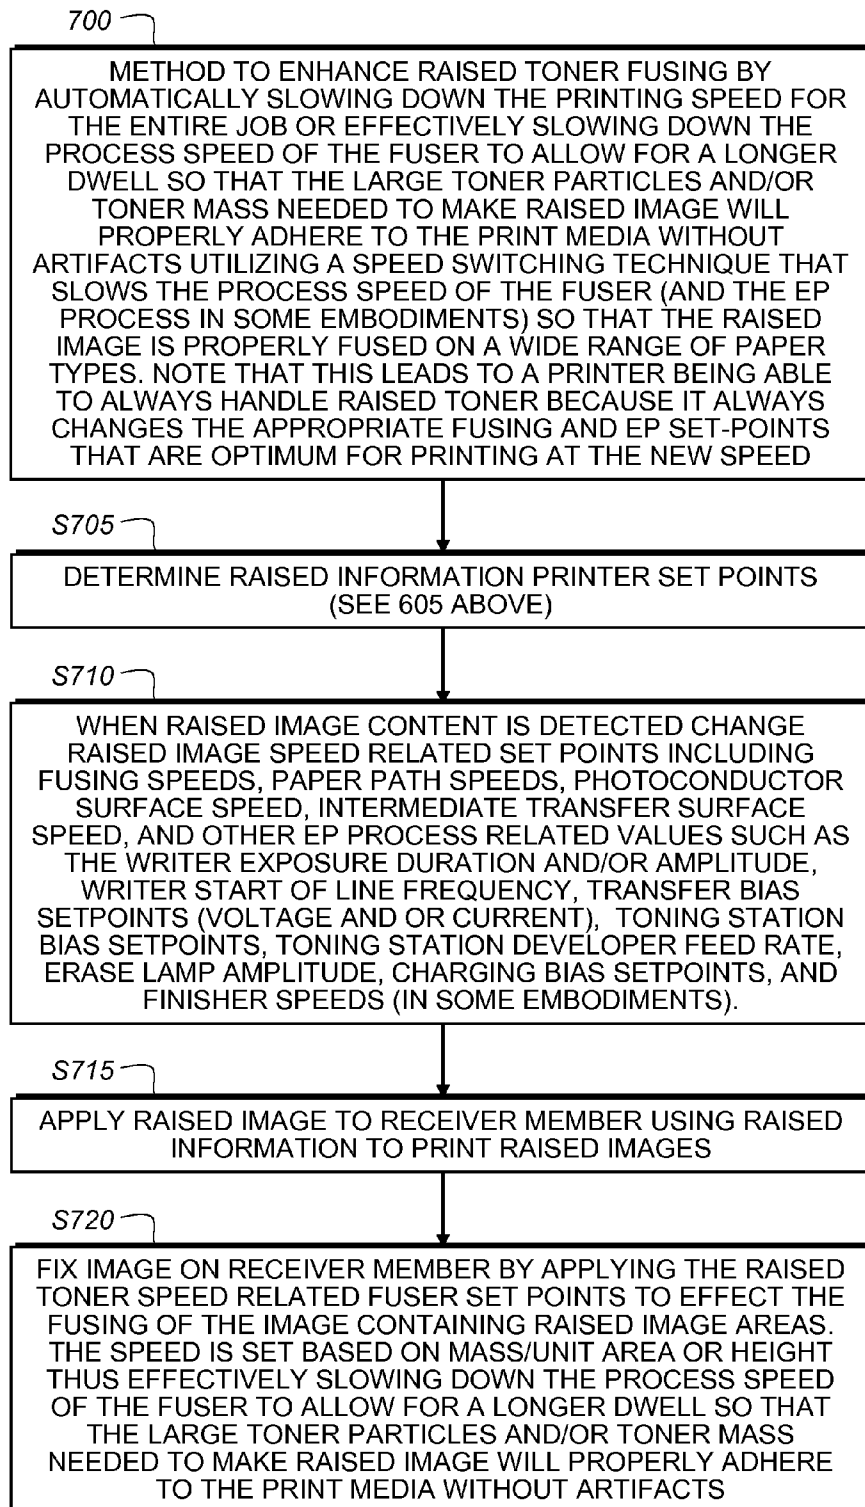 700
METHOD TO ENHANCE RAISED TONER FUSING BY
AUTOMATICALLY SLOWING DOWN THE PRINTING SPEED FOR
THE ENTIRE JOB OR EFFECTIVELY SLOWING DOWN THE
PROCESS SPEED OF THE FUSER TO ALLOW FOR A LONGER
DWELL SO THAT THE LARGE TONER PARTICLES AND/OR
TONER MASS NEEDED TO MAKE RAISED IMAGE WILL
PROPERLY ADHERE TO THE PRINT MEDIA WITHOUT
ARTIFACTS UTILIZING A SPEED SWITCHING TECHNIQUE THAT
SLOWS THE PROCESS SPEED OF THE FUSER (AND THE EP
PROCESS IN SOME EMBODIMENTS) SO THAT THE RAISED
IMAGE IS PROPERLY FUSED ON A WIDE RANGE OF PAPER
TYPES. NOTE THAT THIS LEADS TO A PRINTER BEING ABLE
TO ALWAYS HANDLE RAISED TONER BECAUSE IT ALWAYS
CHANGES THE APPROPRIATE FUSING AND EP SET-POINTS
THAT ARE OPTIMUM FOR PRINTING AT THE NEW SPEED
S705
DETERMINE RAISED INFORMATION PRINTER SET POINTS
(SEE 605 ABOVE)
S710
WHEN RAISED IMAGE CONTENT IS DETECTED CHANGE
RAISED IMAGE SPEED RELATED SET POINTS INCLUDING
FUSING SPEEDS, PAPER PATH SPEEDS, PHOTOCONDUCTOR
SURFACE SPEED, INTERMEDIATE TRANSFER SURFACE
SPEED, AND OTHER EP PROCESS RELATED VALUES SUCH AS
THE WRITER EXPOSURE DURATION AND/OR AMPLITUDE,
WRITER START OF LINE FREQUENCY, TRANSFER BIAS
SETPOINTS (VOLTAGE AND OR CURRENT), TONING STATION
BIAS SETPOINTS, TONING STATION DEVELOPER FEED RATE,
ERASE LAMP AMPLITUDE, CHARGING BIAS SETPOINTS, AND
FINISHER SPEEDS (IN SOME EMBODIMENTS).
S715
APPLY RAISED IMAGE TO RECEIVER MEMBER USING RAISED
INFORMATION TO PRINT RAISED IMAGES
S720
FIX IMAGE ON RECEIVER MEMBER BY APPLYING THE RAISED
TONER SPEED RELATED FUSER SET POINTS TO EFFECT THE
FUSING OF THE IMAGE CONTAINING RAISED IMAGE AREAS.
THE SPEED IS SET BASED ON MASS/UNIT AREA OR HEIGHT
THUS EFFECTIVELY SLOWING DOWN THE PROCESS SPEED
OF THE FUSER TO ALLOW FOR A LONGER DWELL SO THAT
THE LARGE TONER PARTICLES AND/OR TONER MASS
NEEDED TO MAKE RAISED IMAGE WILL PROPERLY ADHERE
TO THE PRINT MEDIA WITHOUT ARTIFACTS